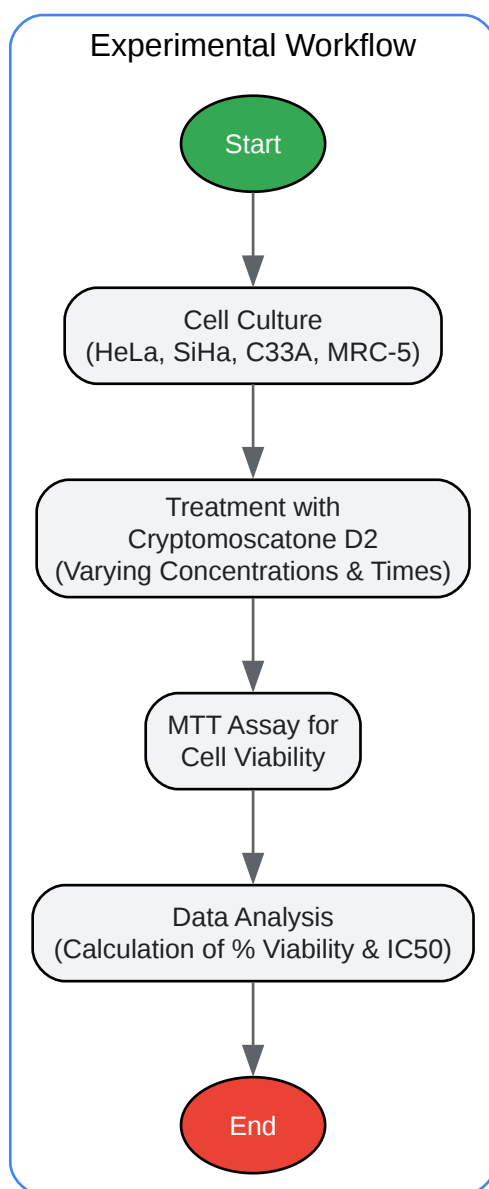 Experimental Workflow
Start
Cell Culture
(HeLa, SiHa, C33A, MRC-5)
Treatment with
Cryptomoscatone D2
(Varying Concentrations & Times)
MTT Assay for
Cell Viability
Data Analysis
(Calculation of % Viability & IC50)
End